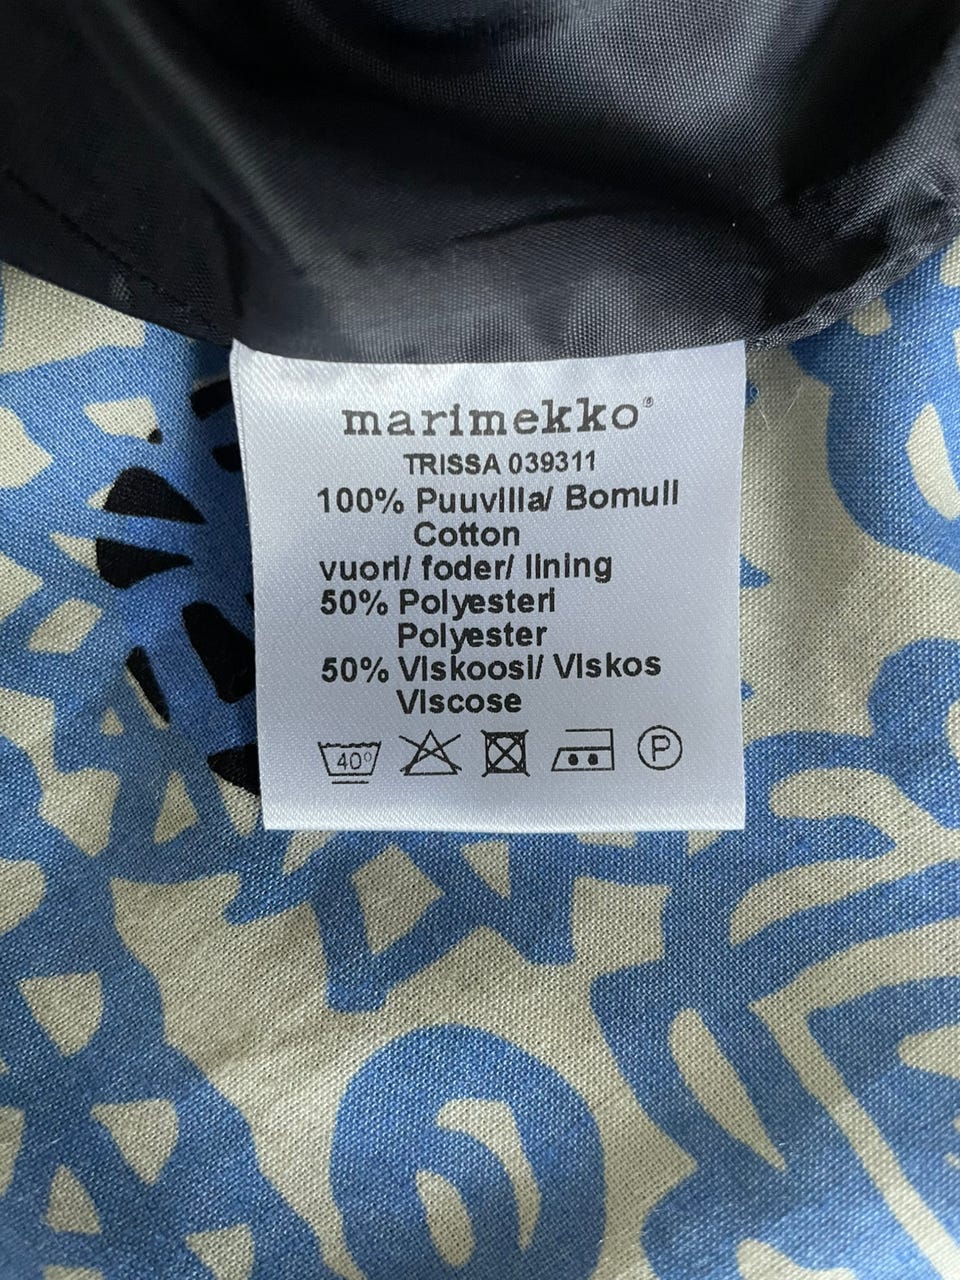 marimekko®
TRISSA 039311
100% Puuvilla/ Bomull
Cotton
vuori/ foder/ lining
50% Polyesteri
Polyester
50% Viskoosi/ Viskos
Viscose
40° P